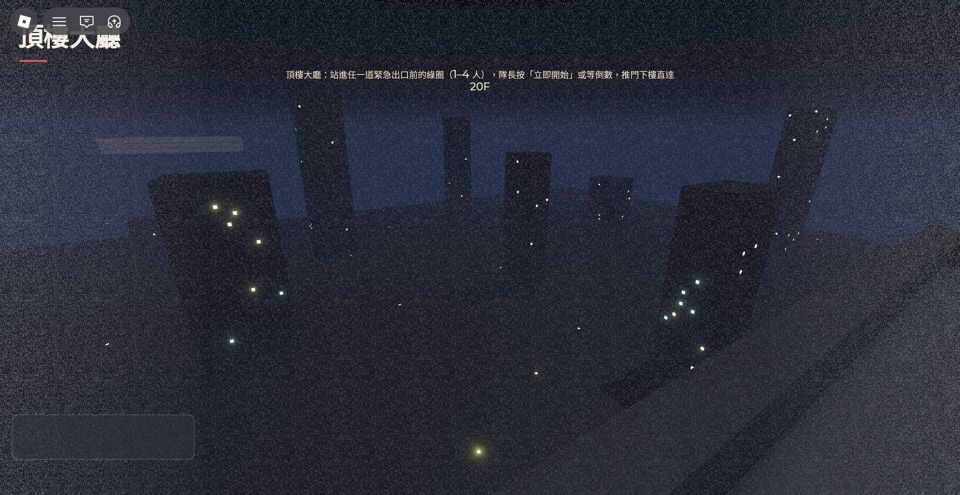 頂樓大廳
頂樓大廳：站進任一道緊急出口前的綠圈（1–4 人），隊長按「立即開始」或等倒數，推門下樓直達
20F